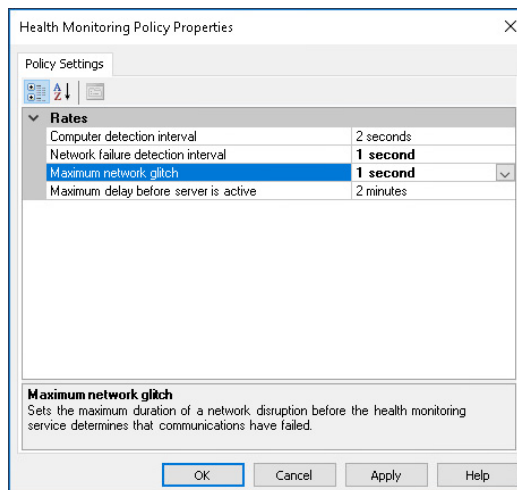 Health Monitoring Policy Properties
Policy Settings
Rates
Computer detection interval 2 seconds
Network failure detection interval 1 second
Maximum network glitch 1 second
Maximum delay before server is active 2 minutes
Maximum network glitch
Sets the maximum duration of a network disruption before the health monitoring
service determines that communications have failed.
OK Cancel Apply Help